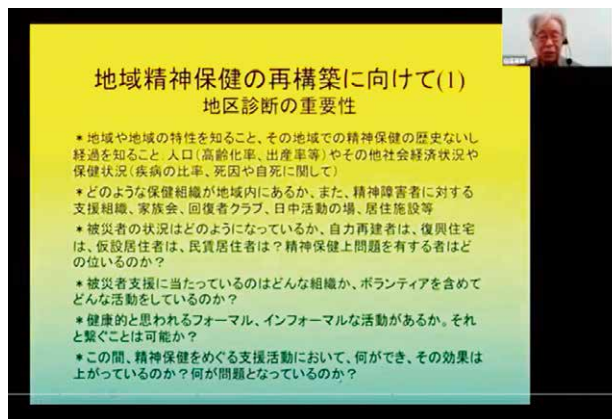 地域精神保健の再構築に向けて(1)
地区診断の重要性
＊地域や地域の特性を知ること、その地域での精神保健の歴史ないし
経過を知ること.人口(高齢化率、出産率等)やその他社会経済状況や
保健状況(疾病の比率、死因や自死に関して)
＊どのような保健組織が地域内にあるか、また、精神障害者に対する
支援組織、家族会、回復者クラブ、日中活動の場、居住施設等
＊被災者の状況はどのようになっているか、自力再建者は、復興住宅
は、仮設居住者は、民賃居住者は？精神保健上問題を有する者はど
の位いるのか？
＊被災者支援に当たっているのはどんな組織か、ボランティアを含めて
どんな活動をしているのか？
＊健康的と思われるフォーマル、インフォーマルな活動があるか。それ
と繋ぐことは可能か？
＊この間、精神保健をめぐる支援活動において、何ができ、その効果は
上がっているのか？何が問題となっているのか？